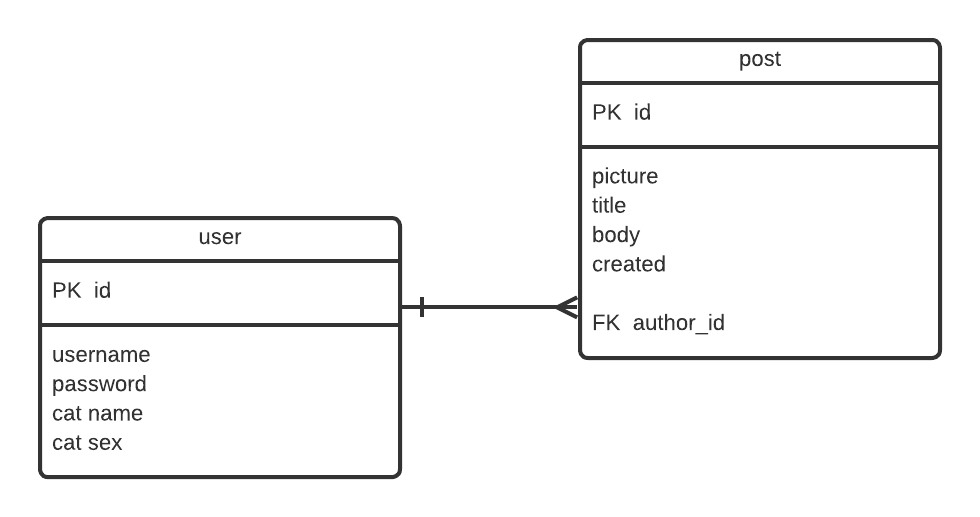 user
PK id
username
password
cat name
cat sex
post
PK id
picture
title
body
created
FK author_id